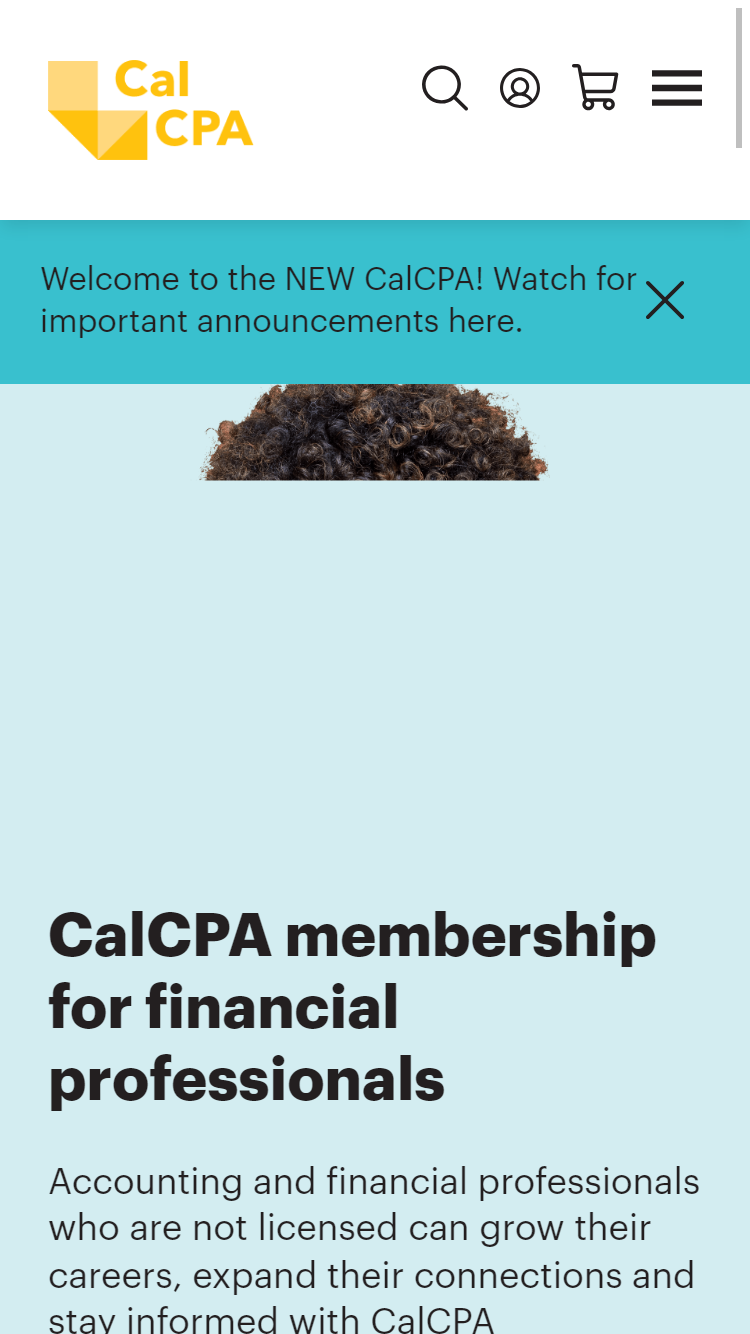 Cal
CPA
Welcome to the NEW CalCPA! Watch for
important announcements here.
CalCPA membership
for financial
professionals
Accounting and financial professionals
who are not licensed can grow their
careers, expand their connections and
stay informed with CalCPA